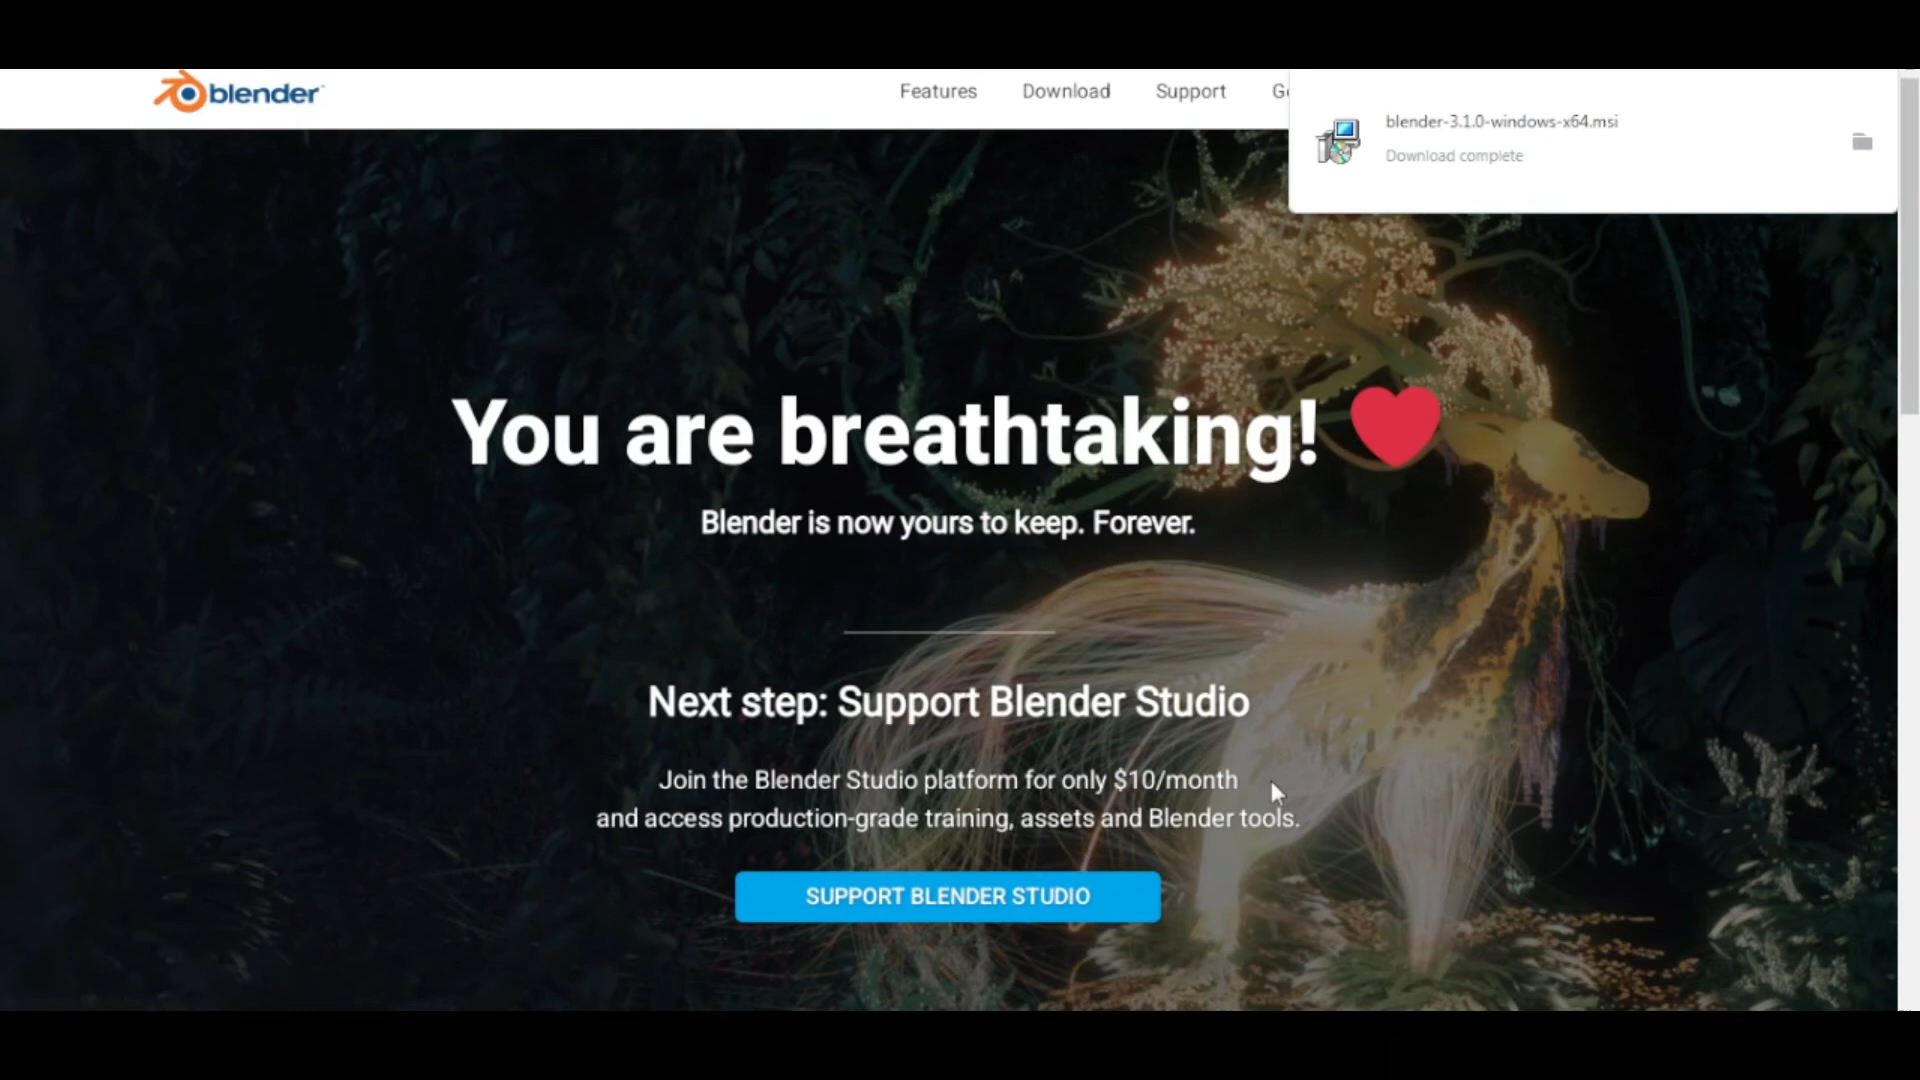 blender
Features
Download
Support
blender-3.1.0-windows-x64.msi
Download complete
You are breathtaking!
Blender is now yours to keep. Forever.
Next step: Support Blender Studio
Join the Blender Studio platform for only $10/month
and access production-grade training, assets and Blender tools.
SUPPORT BLENDER STUDIO